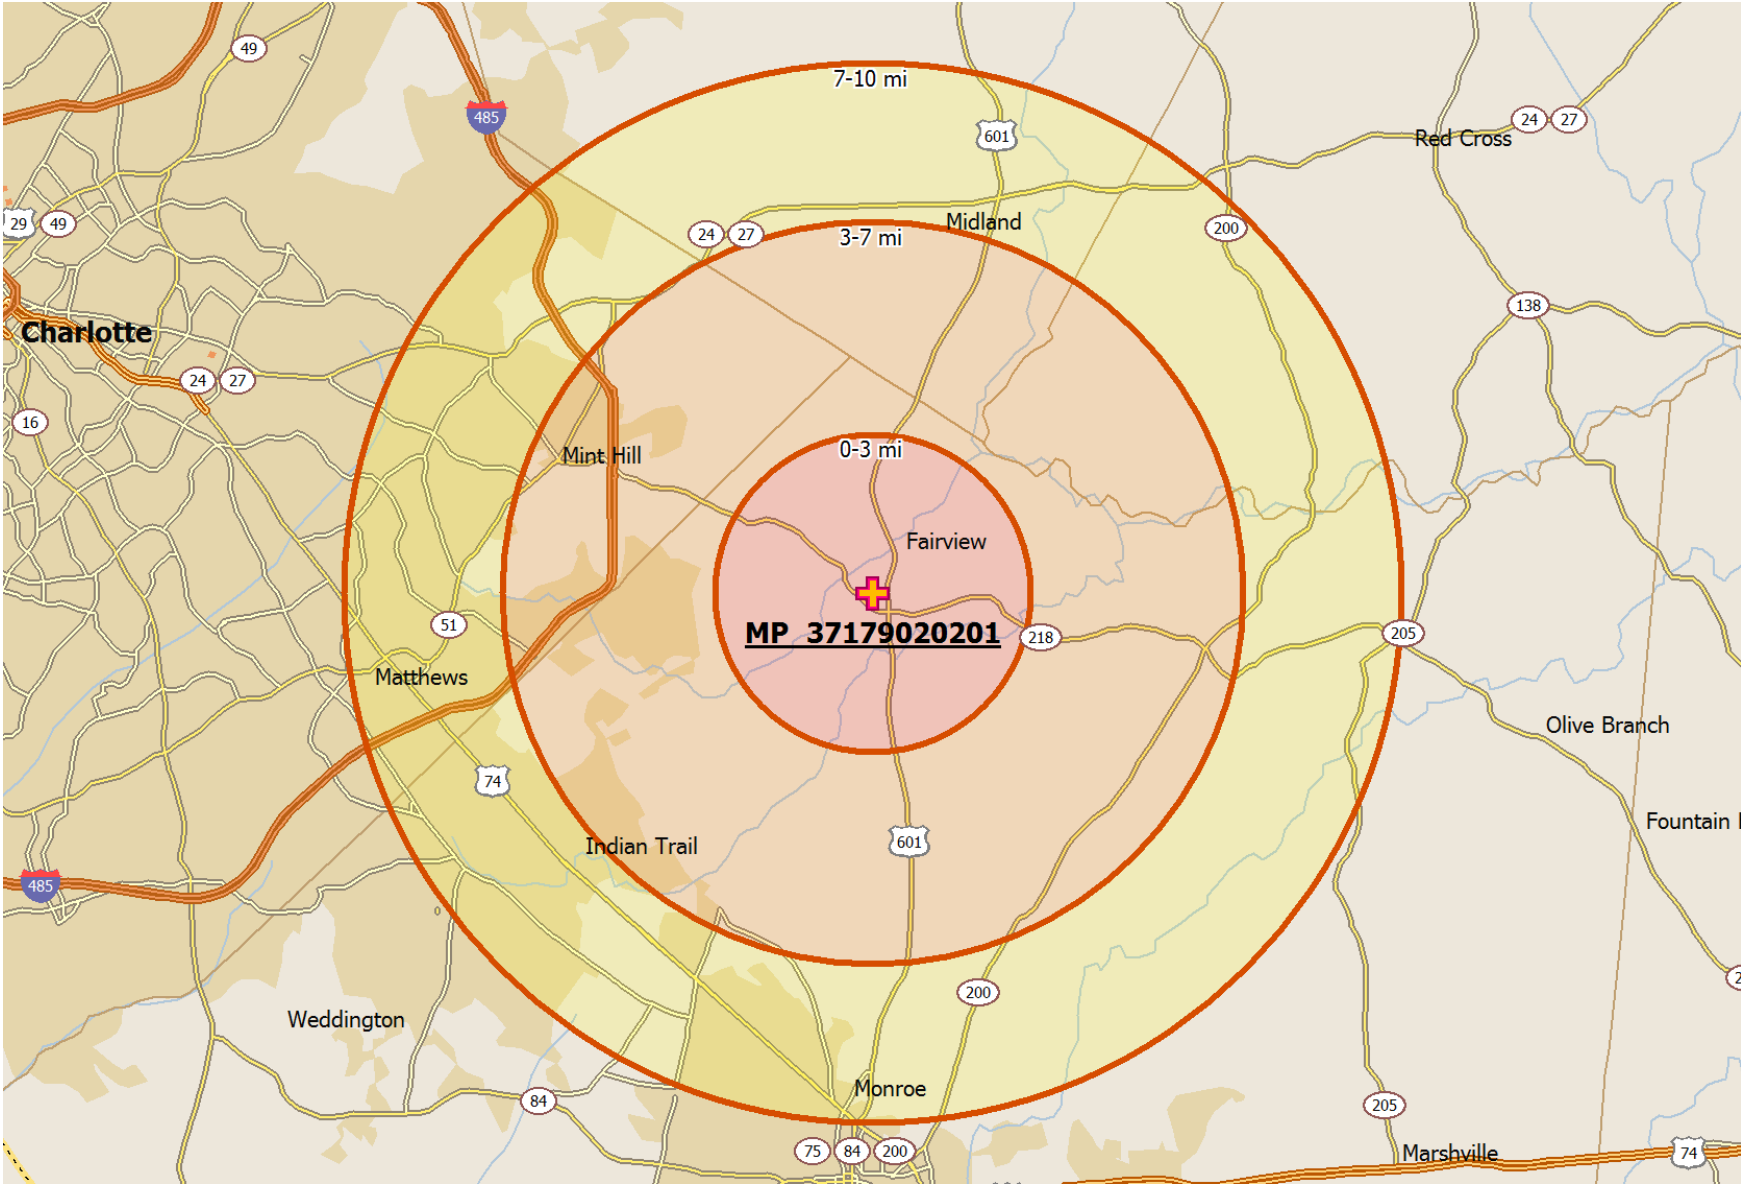 49
7-10 mi
485
601
24 27
Red Cross
29 49
24 27
3-7 mi
Midland
200
138
Charlotte
24 27
16
0-3 mi
Mint Hill
Fairview
MP 37179020201
51
218
205
Matthews
Olive Branch
74
Fountain
601
Indian Trail
485
200
Weddington
Monroe
84
205
75 84 200
Marshville
74